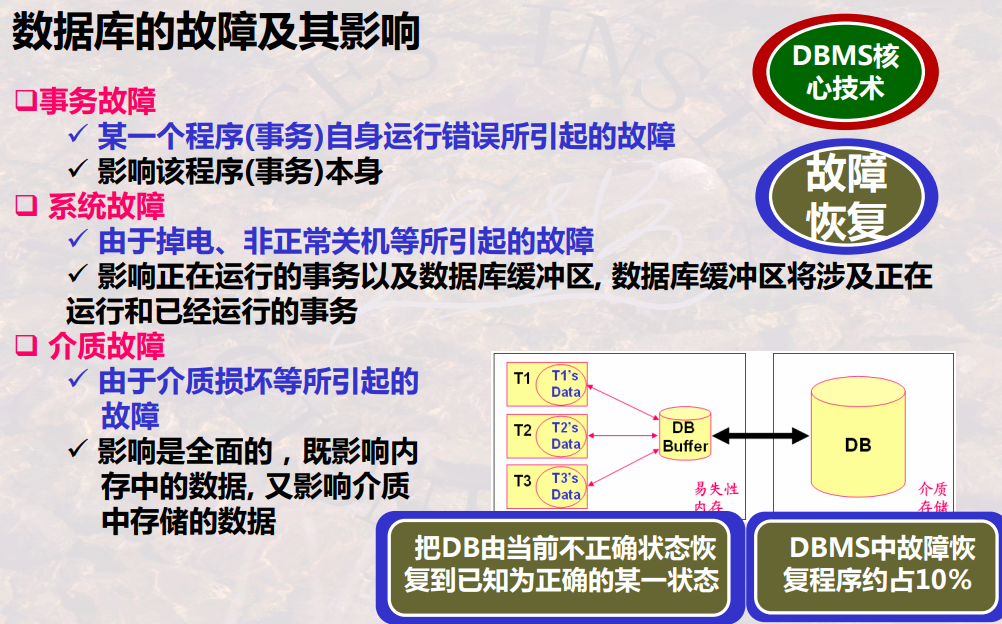 数据库的故障及其影响
DBMS核
心技术
故障
恢复
❑事务故障
✓ 某一个程序(事务)自身运行错误所引起的故障
✓ 影响该程序(事务)本身
❑ 系统故障
✓ 由于掉电、非正常关机等所引起的故障
✓ 影响正在运行的事务以及数据库缓冲区, 数据库缓冲区将涉及正在
运行和已经运行的事务
❑ 介质故障
✓ 由于介质损坏等所引起的
故障
✓ 影响是全面的，既影响内
存中的数据, 又影响介质
中存储的数据
T1
T1's
Data
T2
T2's
Data
T3
T3's
Data
DB
Buffer
易失性
内存
DB
介质
存储
把DB由当前不正确状态恢
复到已知为正确的某一状态
DBMS中故障恢
复程序约占10%